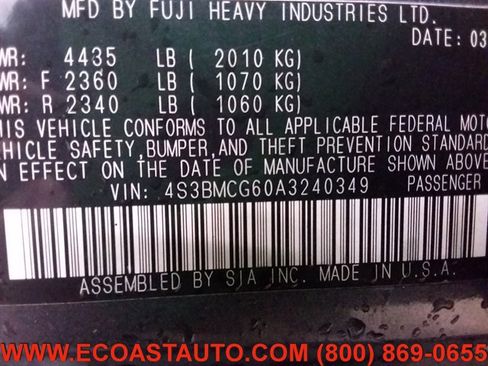 MFD BY FUJI HEAVY INDUSTRIES LTD.
DATE: 03
WR: 4435 LB ( 2010 KG)
WR: F 2360 LB ( 1070 KG)
WR: R 2340 LB ( 1060 KG)
HIS VEHICLE CONFORMS TO ALL APPLICABLE FEDERAL MOTO
EHICLE SAFETY,BUMPER,AND THEFT PREVENTION STANDARD
N EFFECT ON THE DATE OF MANUFACTURE SHOWN ABOVE
VIN: 4S3BMCG60A3240349 PASSENGER
ASSEMBLED BY SIA INC. MADE IN U.S.A.
WWW.ECOASTAUTO.COM (800) 869-0655